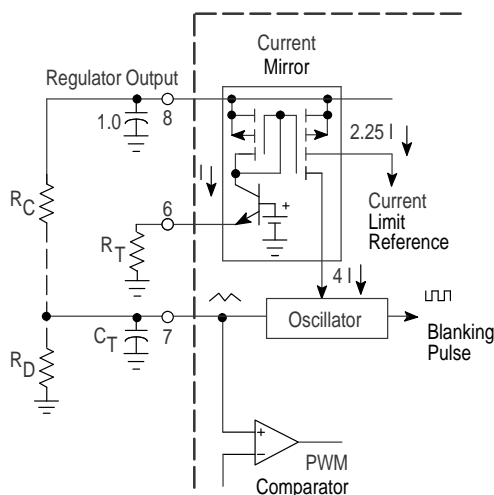 Current
Mirror
Regulator Output
1.0
8
2.25 I
I
R_C
6
+
Current
Limit
Reference
R_T
4 I
Oscillator
C_T
7
Blanking
Pulse
R_D
+
–
PWM
Comparator